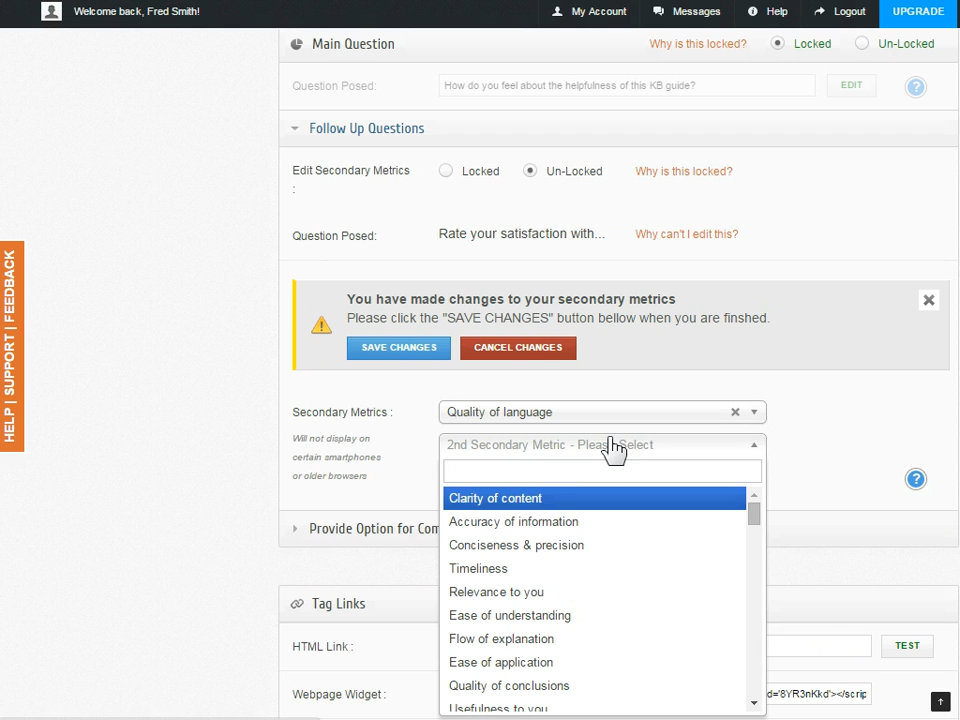 Welcome back, Fred Smith!
My Account
Messages
Help
Logout
UPGRADE
Main Question
Why is this locked?
Locked
Un-Locked
Question Posed:
How do you feel about the helpfulness of this KB guide?
EDIT
?
Follow Up Questions
Edit Secondary Metrics
:
Locked
Un-Locked
Why is this locked?
Question Posed:
Rate your satisfaction with...
Why can't I edit this?
HELP | SUPPORT | FEEDBACK
You have made changes to your secondary metrics
Please click the "SAVE CHANGES" button bellow when you are finshed.
SAVE CHANGES
CANCEL CHANGES
Secondary Metrics :
Quality of language
Will not display on
certain smartphones
or older browsers
2nd Secondary Metric - Please Select
?
Clarity of content
Accuracy of information
Conciseness & precision
Timeliness
Relevance to you
Ease of understanding
Flow of explanation
Ease of application
Quality of conclusions
Usefulness to you
Provide Option for Com
Tag Links
HTML Link :
TEST
Webpage Widget :
d='8YR3nKkd'></scrip